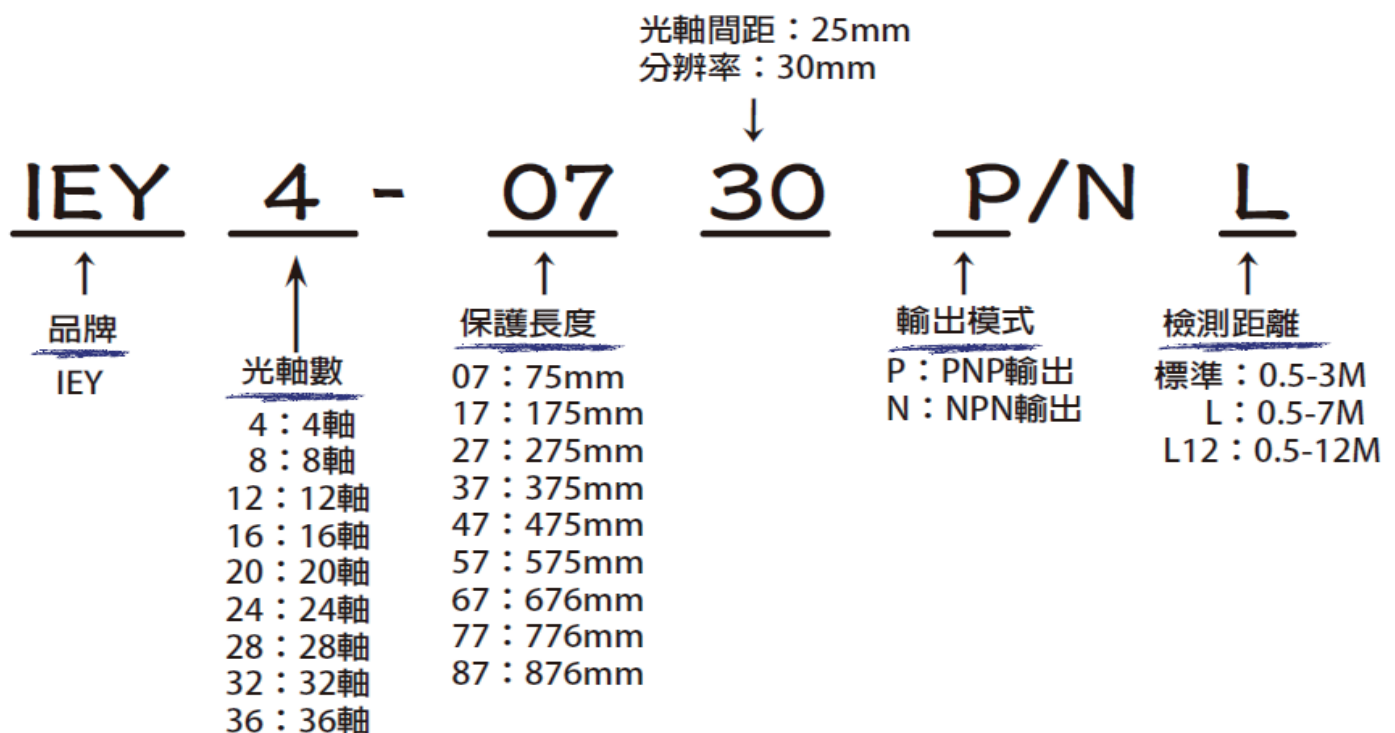 光軸間距：25mm
分辨率：30mm
IEY 4 - 07 30 P/N L
品牌
IEY
光軸數
4：4軸
8：8軸
12：12軸
16：16軸
20：20軸
24：24軸
28：28軸
32：32軸
36：36軸
保護長度
07：75mm
17：175mm
27：275mm
37：375mm
47：475mm
57：575mm
67：676mm
77：776mm
87：876mm
輸出模式
P：PNP輸出
N：NPN輸出
檢測距離
標準：0.5-3M
L：0.5-7M
L12：0.5-12M